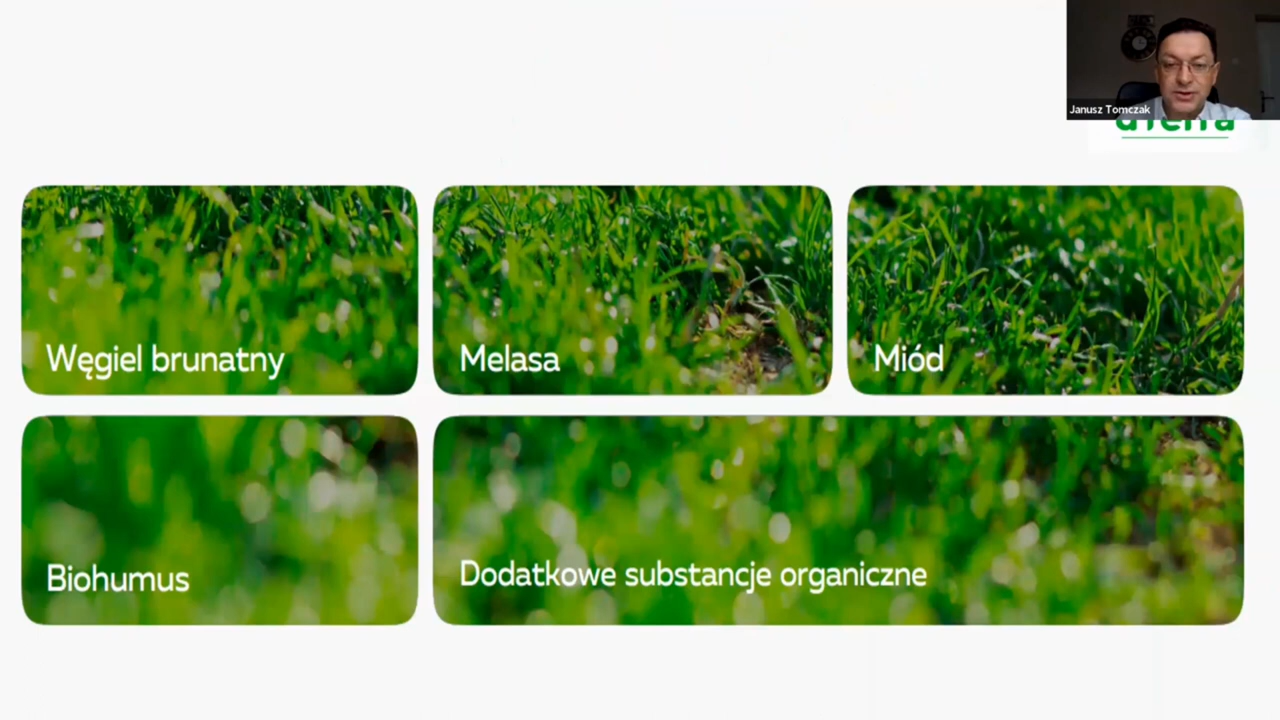 Janusz Tomczak
Węgiel brunatny
Melasa
Miód
Biohumus
Dodatkowe substancje organiczne